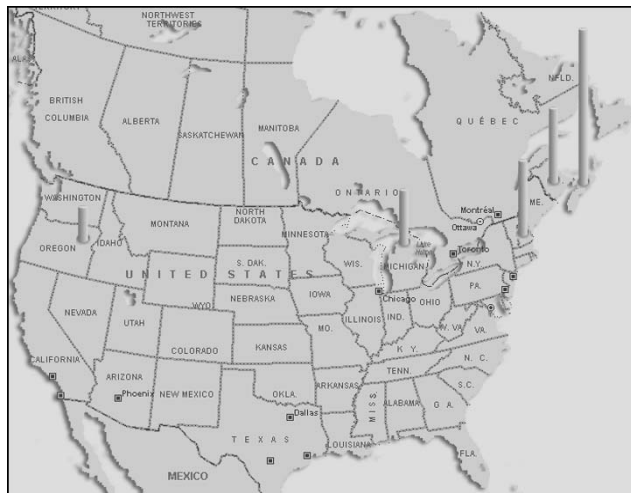 NORTHWEST
TERRITORIES
BRITISH
COLUMBIA
ALBERTA
SASKATCHEWAN
MANITOBA
CANADA
ONTARIO
QUÉBEC
NFLD.
WASHINGTON
OREGON
IDAHO
MONTANA
NORTH
DAKOTA
MINNESOTA
S. DAK.
WIS.
MICHIGAN
Montréal
Ottawa
Toronto
ME.
N.Y.
UNITED STATES
WYO
NEBRASKA
IOWA
Chicago
ILLINOIS
IND.
OHIO
PA.
W. VA
VA.
NEVADA
UTAH
COLORADO
KANSAS
MO.
K Y.
CALIFORNIA
ARIZONA
Phoenix
NEW MEXICO
OKLA.
ARKANSAS
TENN.
N. C.
S.C.
Dallas
TEXAS
LOUISIANA
MISS.
ALABAMA
G A.
FLA.
MEXICO